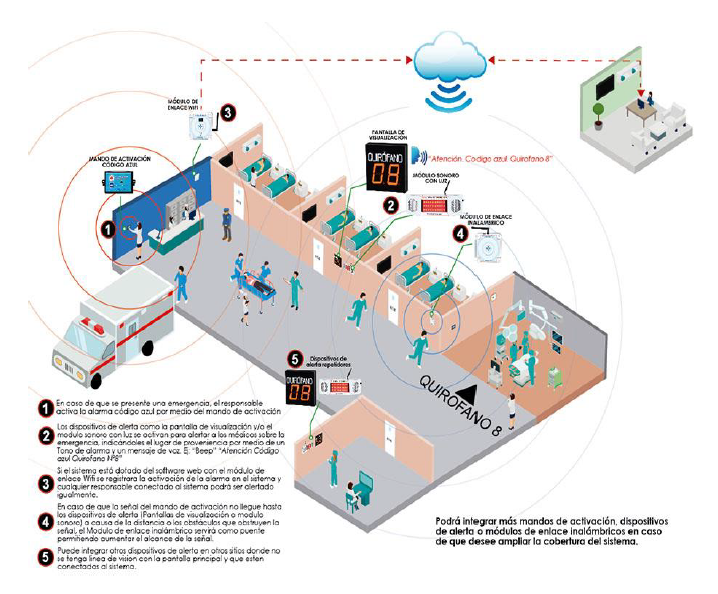 MÓDULO DE
ENLACE WIFI
3
MANDO DE ACTIVACIÓN
CÓDIGO AZUL
1
PANTALLA DE
VISUALIZACIÓN
QUIRÓFANO
08
"Atención Codigo azul Quirofano 8"
MÓDULO SONORO
CON LUZ
2
MÓDULO DE ENLACE
INALAMBRICO
4
5
Dispositivos de
alerta repetidores
QUIRÓFANO
08
QUIROFANO 8
1 En caso de que se presente una emergencia, el responsable
activa la alarma código azul por medio del mando de activación
2 Los dispositivos de alerta como la pantalla de visualización y/o el
modulo sonoro con luz se activan para alertar a los médicos sobre la
emergencia, indicándoles el lugar de proveniencia por medio de un
Tono de alarma y un mensaje de voz. Ej: "Beep" "Atención Código
azul Quirofano Nº8"
3 Si el sistema está dotado del software web con el módulo de
enlace Wifi se registrara la activación de la alarma en el sistema y
cualquier responsable conectado al sistema podrá ser alertado
igualmente.
4 En caso de que la señal del mando de activación no llegue hasta
los dispositivos de alerta (Pantallas de visualización o modulo
sonoro) a causa de la distancia o los obstáculos que obstruyen la
señal, el Modulo de enlace inalámbrico servirá como puente
permitiendo aumentar el alcance de la señal.
5 Puede integrar otros dispositivos de alerta en otros sitios donde no
se tenga linea de vision con la pantalla principal y que esten
conectados al sistema.
Podrá integrar más mandos de activación, dispositivos
de alerta o módulos de enlace inalámbricos en caso
de que desee ampliar la cobertura del sistema.